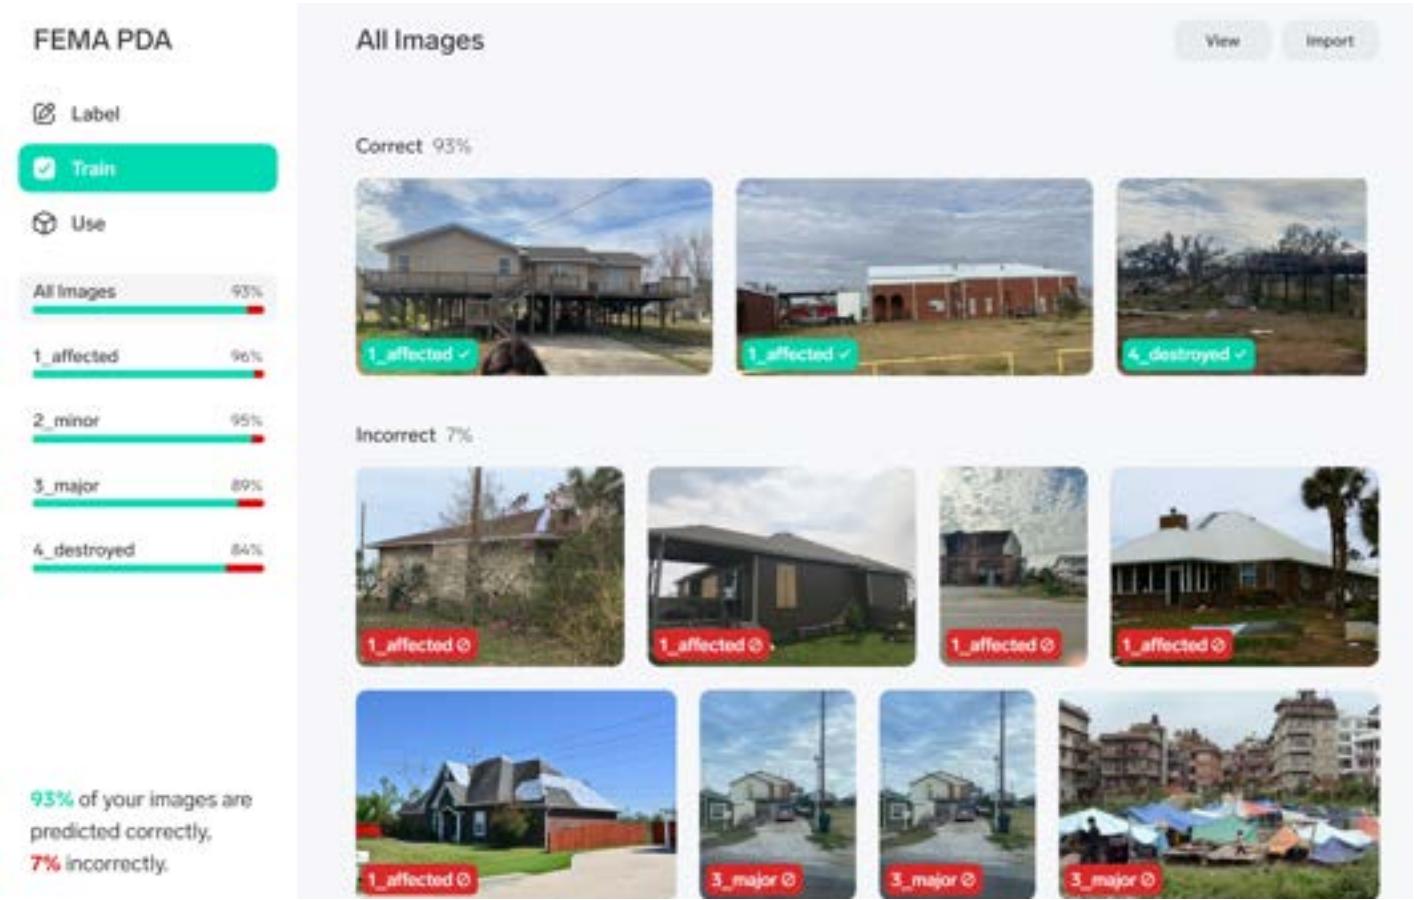 FEMA PDA
Label
Train
Use
All Images 93%
1_affected 96%
2_minor 95%
3_major 89%
4_destroyed 84%
93% of your images are
predicted correctly,
7% incorrectly.
All Images
View Import
Correct 93%
1_affected
1_affected
4_destroyed
Incorrect 7%
1_affected
1_affected
1_affected
1_affected
1_affected
3_major
3_major
3_major